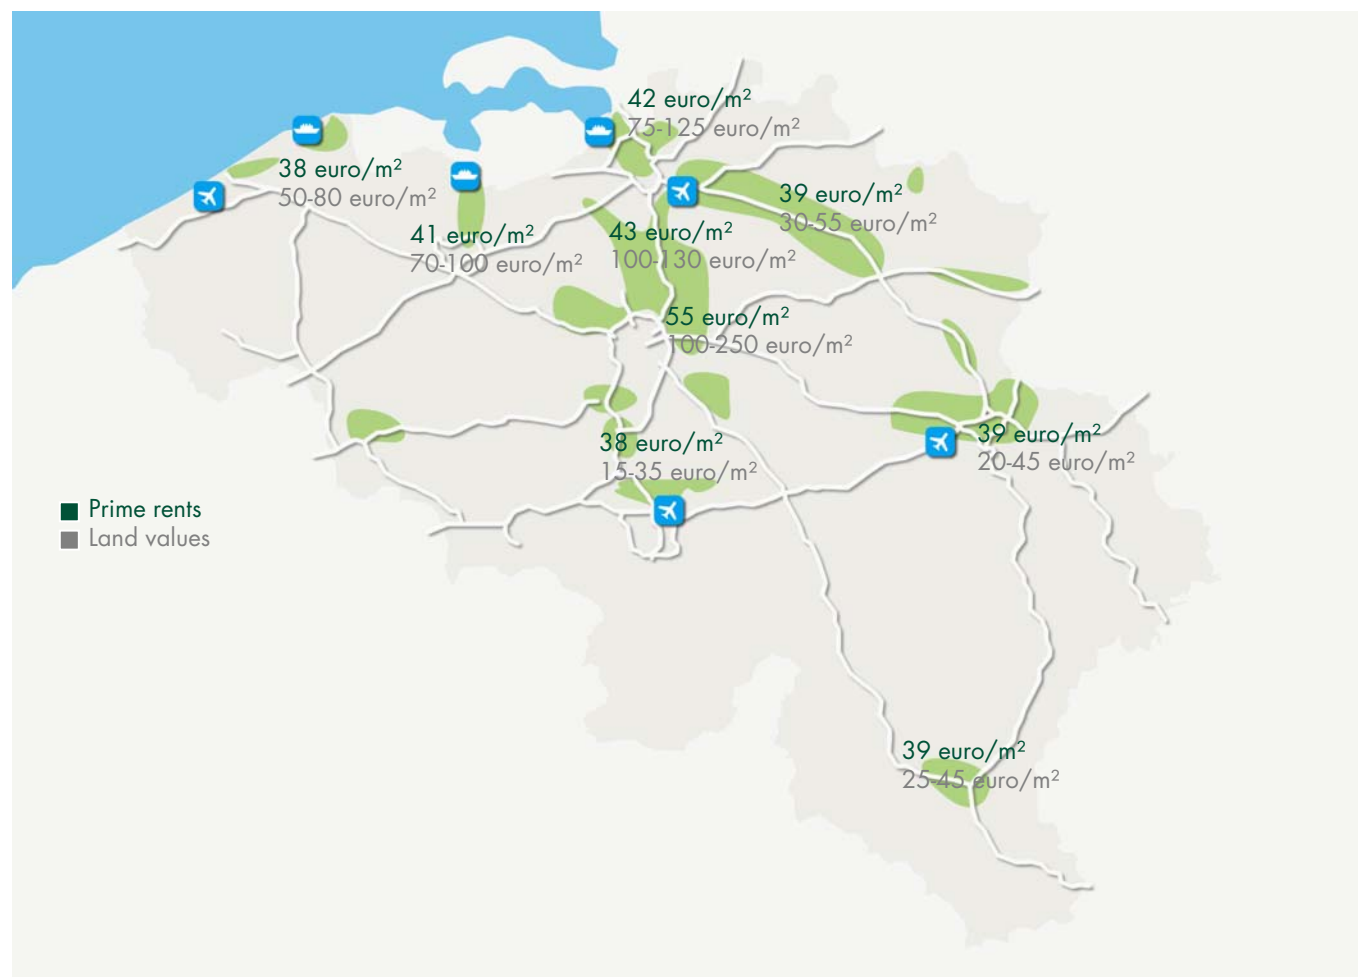 42 euro/m²
75-125 euro/m²
38 euro/m²
50-80 euro/m²
39 euro/m²
30-55 euro/m²
41 euro/m²
70-100 euro/m²
43 euro/m²
100-130 euro/m²
55 euro/m²
100-250 euro/m²
38 euro/m²
15-35 euro/m²
39 euro/m²
20-45 euro/m²
Prime rents
Land values
39 euro/m²
25-45 euro/m²